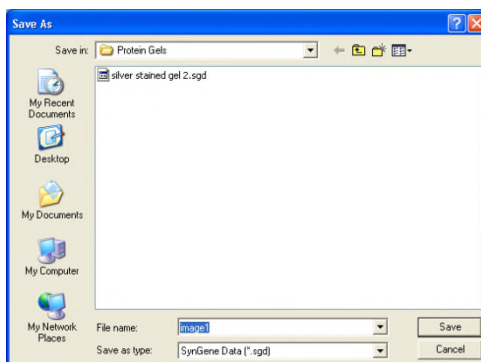 Save As
Save in:
Protein Gels
silver stained gel 2.sgd
My Recent
Documents
Desktop
My Documents
My Computer
My Network
Places
File name:
image1
Save
Save as type:
SynGene Data (*.sgd)
Cancel